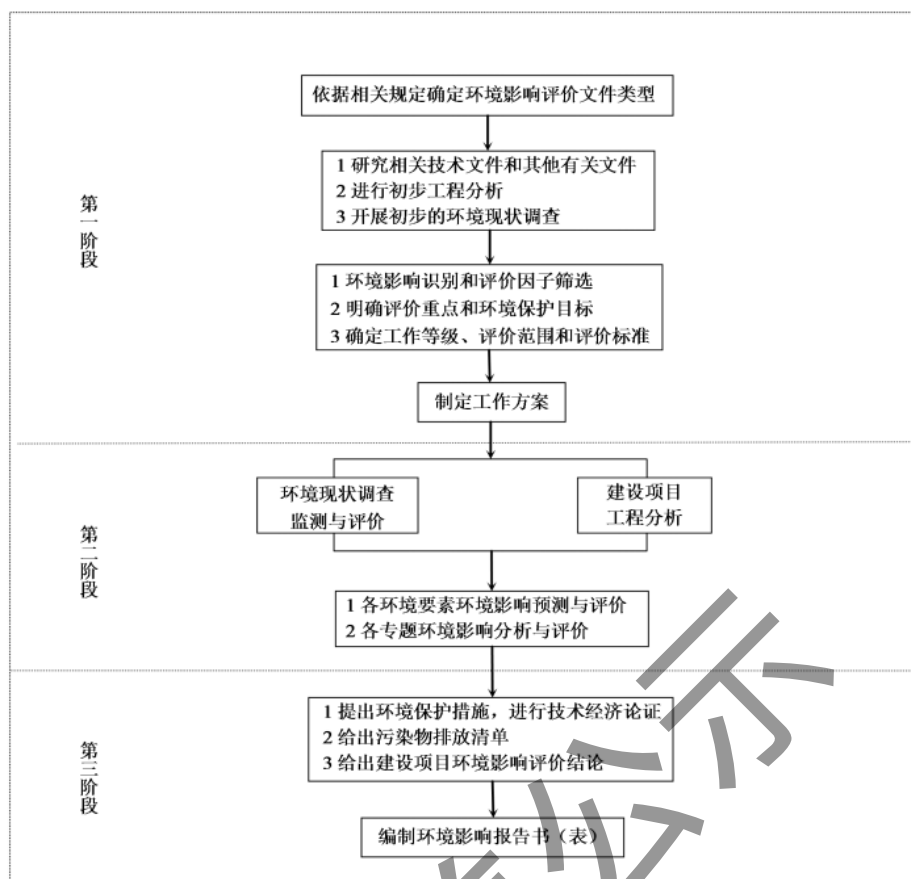 依据相关规定确定环境影响评价文件类型
1 研究相关技术文件和其他有关文件
2 进行初步工程分析
3 开展初步的环境现状调查
第一阶段
1 环境影响识别和评价因子筛选
2 明确评价重点和环境保护目标
3 确定工作等级、评价范围和评价标准
制定工作方案
环境现状调查
监测与评价
建设项目
工程分析
第二阶段
1 各环境要素环境影响预测与评价
2 各专题环境影响分析与评价
1 提出环境保护措施，进行技术经济论证
2 给出污染物排放清单
3 给出建设项目环境影响评价结论
第三阶段
编制环境影响报告书（表）
公示